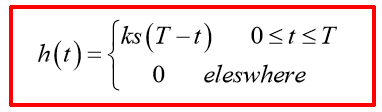 h(t) = { ks(T − t)    0 ≤ t ≤ T
0    eleswhere